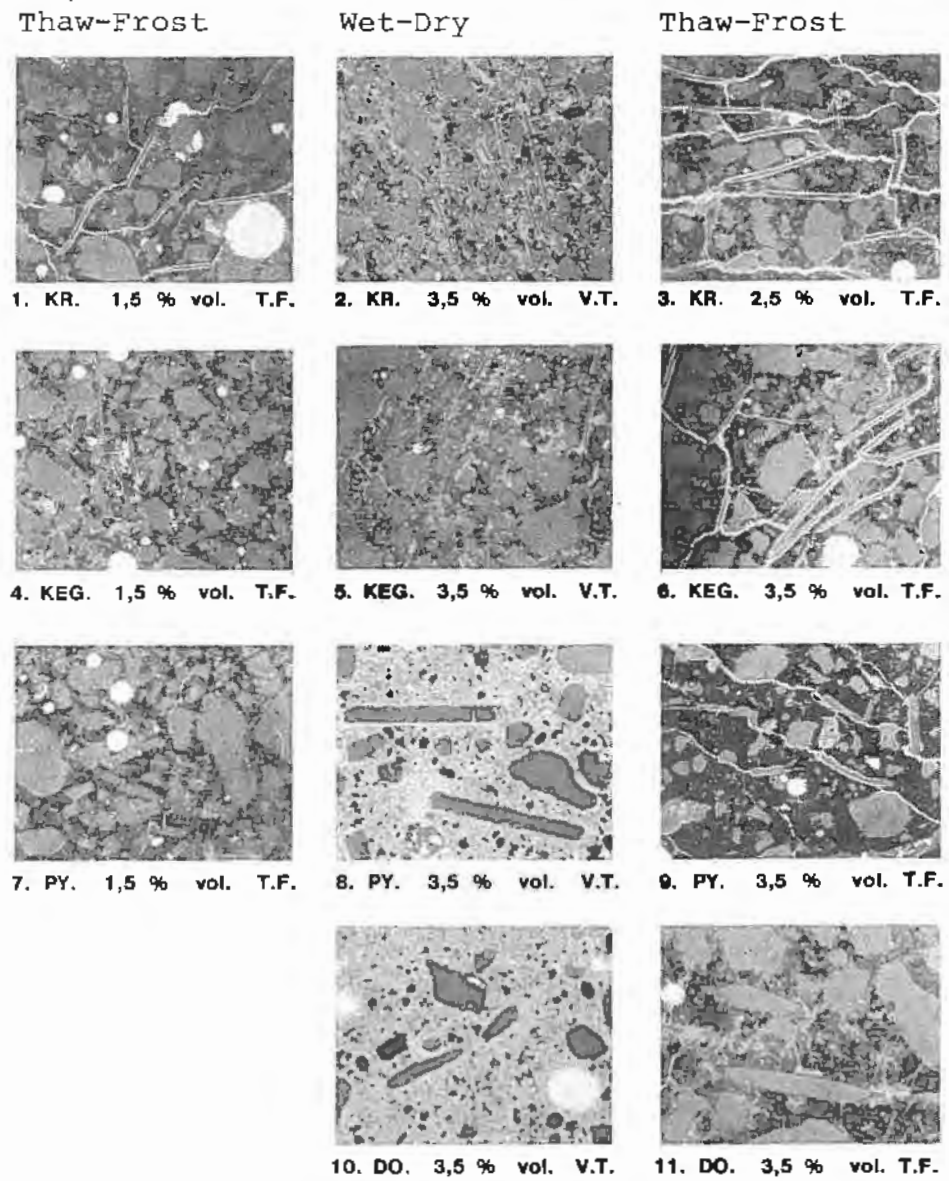 Thaw-Frost Wet-Dry Thaw-Frost
1. KR. 1,5 % vol. T.F. 2. KR. 3,5 % vol. V.T. 3. KR. 2,5 % vol. T.F.
4. KEG. 1,5 % vol. T.F. 5. KEG. 3,5 % vol. V.T. 6. KEG. 3,5 % vol. T.F.
7. PY. 1,5 % vol. T.F. 8. PY. 3,5 % vol. V.T. 9. PY. 3,5 % vol. T.F.
10. DO. 3,5 % vol. V.T. 11. DO. 3,5 % vol. T.F.